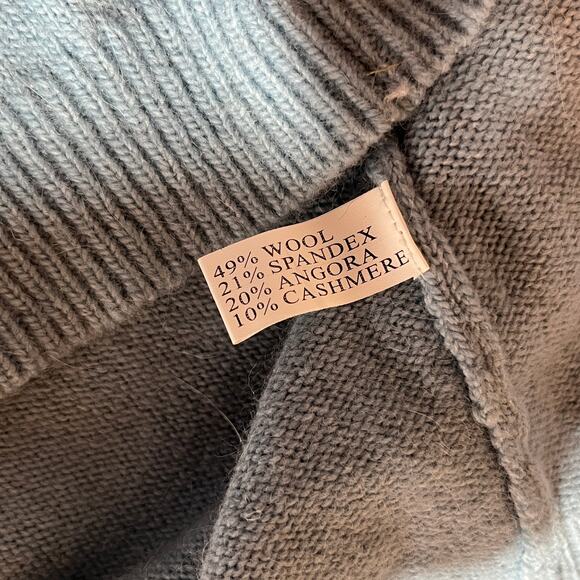 49% WOOL
21% SPANDEX
20% ANGORA
10% CASHMERE